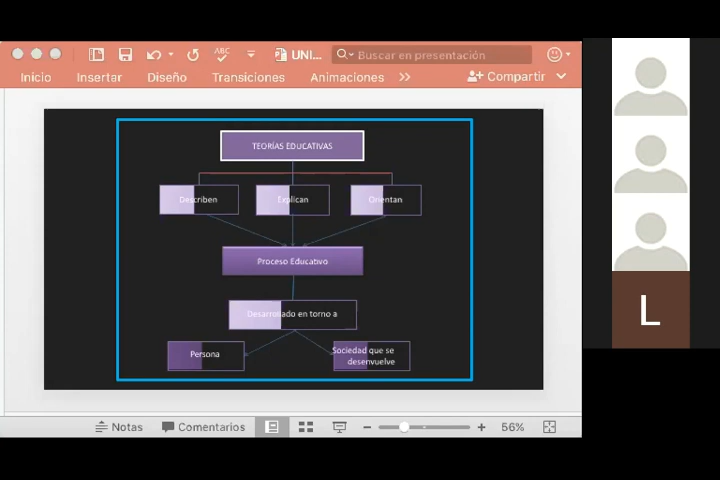 ABC
UNI...
Buscar en presentación
Inicio
Insertar
Diseño
Transiciones
Animaciones
Compartir
TEORÍAS EDUCATIVAS
Describen
Explican
Orientan
Proceso Educativo
Desarrollado en torno a
Persona
Sociedad que se
desenvuelve
L
Notas
Comentarios
56%